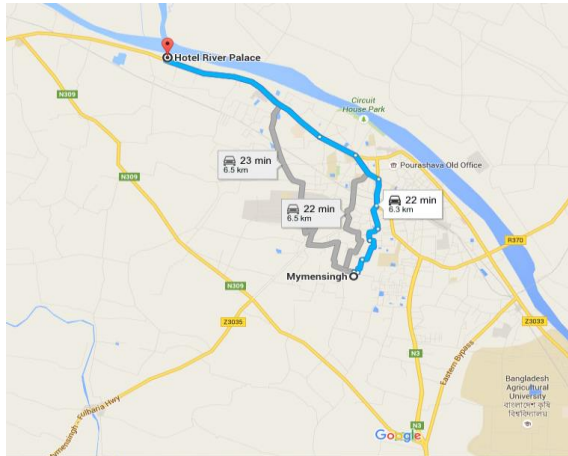 Hotel River Palace
N309
Circuit
House Park
N309
23 min
6.5 km
Pourashava Old Office
22 min
6.5 km
22 min
6.3 km
R370
Mymensingh
N309
Z3035
Z3033
N3
Eastern Bypass
Bangladesh
Agricultural
University
বাংলাদেশ কৃষি
বিশ্ববিদ্যালয়
Mymensingh - Fulbaria Hwy
N3
Google